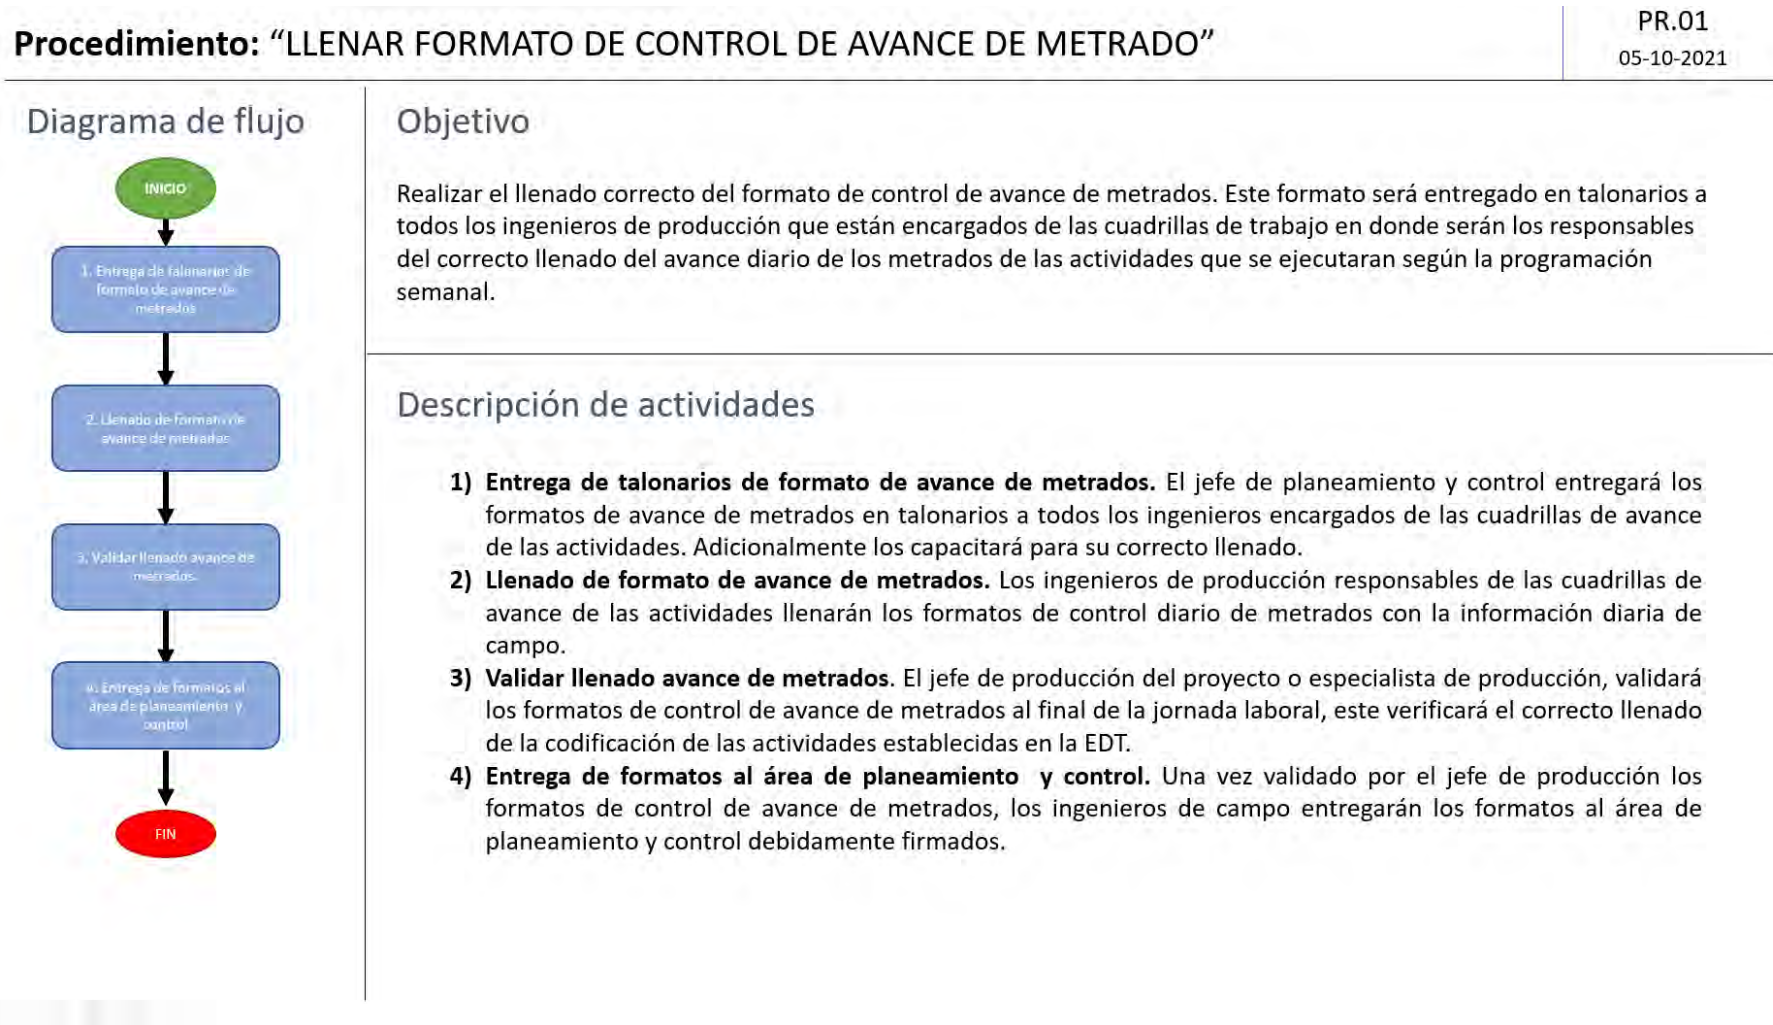 Procedimiento: “LLENAR FORMATO DE CONTROL DE AVANCE DE METRADO”
PR.01
05-10-2021
Diagrama de flujo
INICIO
1. Entrega de talonarios de
formato de avance de
metrados
2. Llenado de formato de
avance de metrados
3. Validar llenado avance de
metrados.
4. Entrega de formatos al
área de planeamiento y
control
FIN
Objetivo
Realizar el llenado correcto del formato de control de avance de metrados. Este formato será entregado en talonarios a
todos los ingenieros de producción que están encargados de las cuadrillas de trabajo en donde serán los responsables
del correcto llenado del avance diario de los metrados de las actividades que se ejecutaran según la programación
semanal.
Descripción de actividades
1) Entrega de talonarios de formato de avance de metrados. El jefe de planeamiento y control entregará los
formatos de avance de metrados en talonarios a todos los ingenieros encargados de las cuadrillas de avance
de las actividades. Adicionalmente los capacitará para su correcto llenado.
2) Llenado de formato de avance de metrados. Los ingenieros de producción responsables de las cuadrillas de
avance de las actividades llenarán los formatos de control diario de metrados con la información diaria de
campo.
3) Validar llenado avance de metrados. El jefe de producción del proyecto o especialista de producción, validará
los formatos de control de avance de metrados al final de la jornada laboral, este verificará el correcto llenado
de la codificación de las actividades establecidas en la EDT.
4) Entrega de formatos al área de planeamiento y control. Una vez validado por el jefe de producción los
formatos de control de avance de metrados, los ingenieros de campo entregarán los formatos al área de
planeamiento y control debidamente firmados.